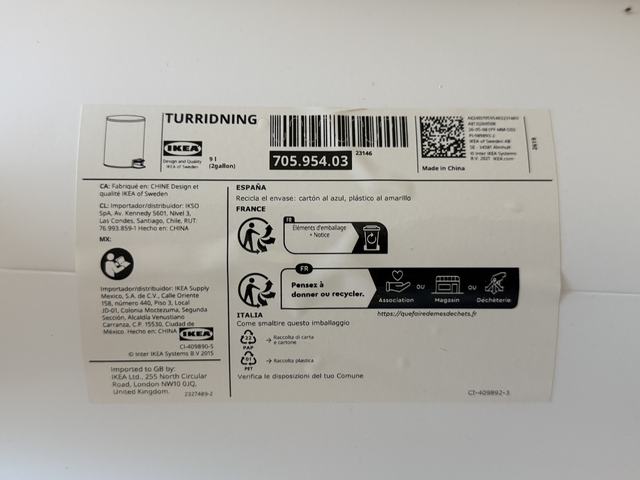 TURRIDNING
IKEA
Design and Quality
IKEA of Sweden
9 l
(2gallon)
705.954.03
23146
Made in China
© Inter IKEA Systems
2619
CA: Fabriqué en: CHINE Design et
qualité IKEA of Sweden
CL: Importador/distribuidor: IKSO
SpA, Av. Kennedy 5601, Nivel 3,
Las Condes, Santiago, Chile, RUT:
76.993.859-1 Hecho en: CHINA
MX:
Importador/distribuidor: IKEA Supply
Mexico, S.A. de C.V., Calle Oriente
158, número 440, Piso 3, Local
JD-01, Colonia Moctezuma, Segunda
Sección, Alcaldía Venustiano
Carranza, C.P. 15530, Ciudad de
México. Hecho en: CHINA IKEA
CI-409890-5
© Inter IKEA Systems B.V 2015
Imported to GB by:
IKEA Ltd., 255 North Circular
Road, London NW10 0JQ,
United Kingdom.
2327489-2
ESPAÑA
Recicla el envase: cartón al azul, plástico al amarillo
FRANCE
FR
Éléments d'emballage
+ Notice
FR
Pensez à
donner ou recycler.
Association
OU
Magasin
OU
Déchèterie
https://quefairedemesdechets.fr
ITALIA
Come smaltire questo imballaggio
22
PAP
→ Raccolta di carta
e cartone
01
PET
→ Raccolta plastica
Verifica le disposizioni del tuo Comune
CI-409892-3